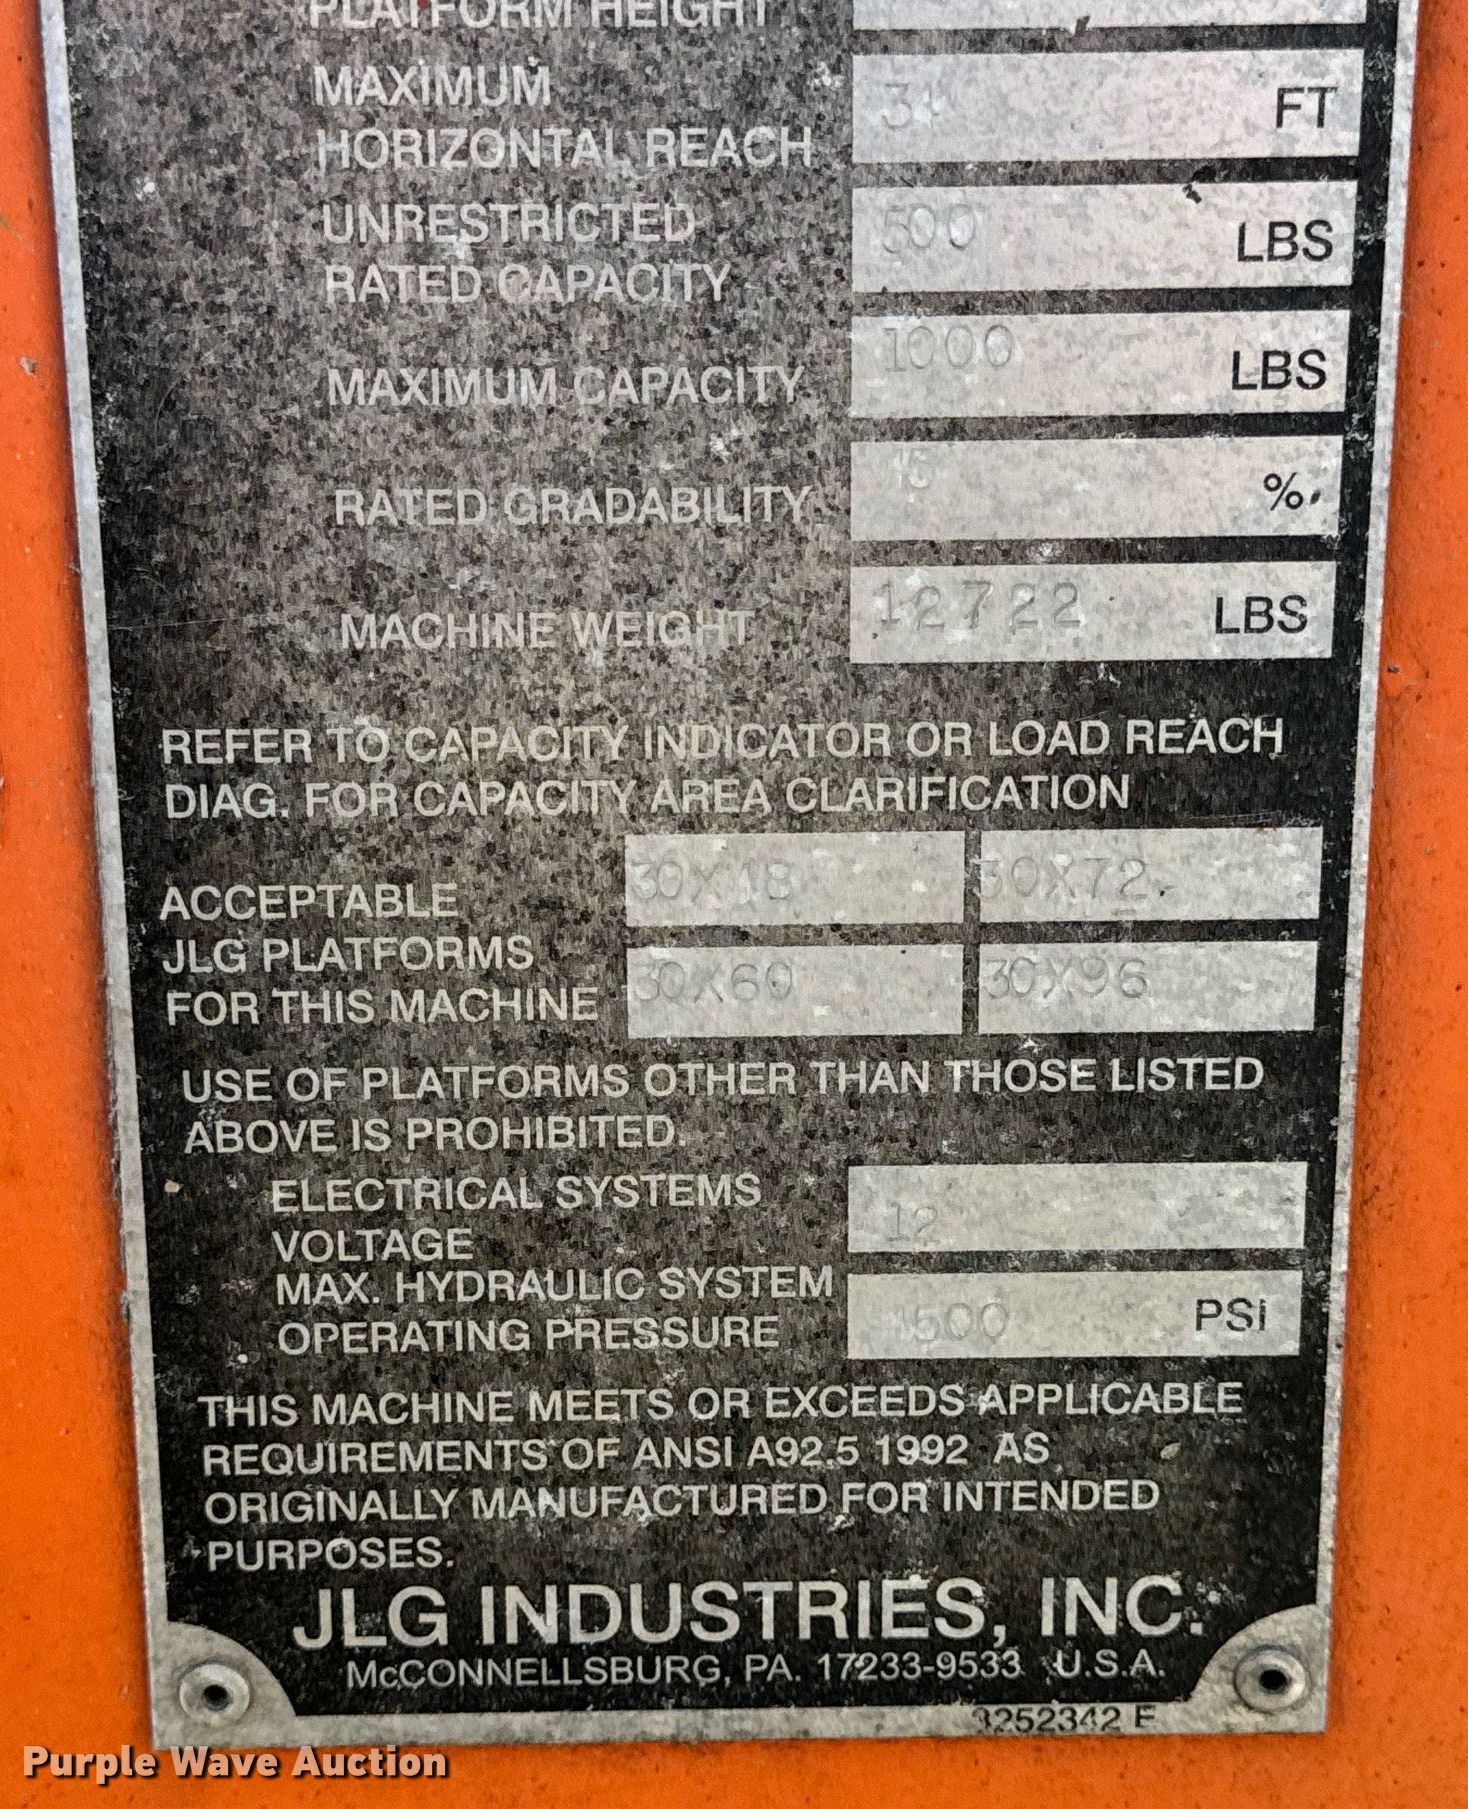 PLATFORM HEIGHT
MAXIMUM
HORIZONTAL REACH 34 FT
UNRESTRICTED
RATED CAPACITY 500 LBS
MAXIMUM CAPACITY 1000 LBS
RATED GRADABILITY %
MACHINE WEIGHT 12722 LBS
REFER TO CAPACITY INDICATOR OR LOAD REACH
DIAG. FOR CAPACITY AREA CLARIFICATION
ACCEPTABLE
JLG PLATFORMS
FOR THIS MACHINE
30X48 30X72
30X60 30X96
USE OF PLATFORMS OTHER THAN THOSE LISTED
ABOVE IS PROHIBITED.
ELECTRICAL SYSTEMS
VOLTAGE 12
MAX. HYDRAULIC SYSTEM
OPERATING PRESSURE PSI
THIS MACHINE MEETS OR EXCEEDS APPLICABLE
REQUIREMENTS OF ANSI A92.5 1992 AS
ORIGINALLY MANUFACTURED FOR INTENDED
PURPOSES.
JLG INDUSTRIES, INC.
McCONNELLSBURG, PA. 17233-9533 U.S.A.
3252342 E
Purple Wave Auction